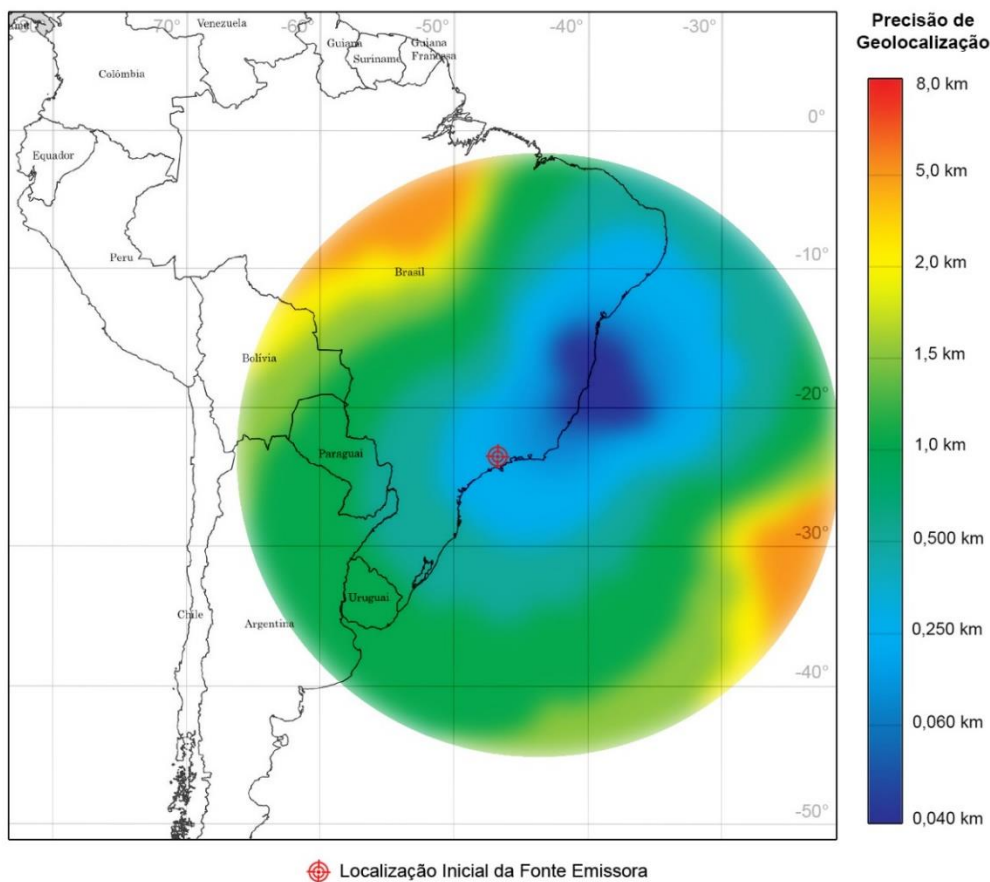 -70°
-60°
-50°
-40°
Venezuela
Guiana
Suriname
Guiana
Francesa
Colômbia
0°
Equador
Peru
Brasil
-10°
Bolívia
-20°
Paraguai
-30°
Uruguai
Chile
Argentina
-40°
-50°
Precisão de
Geolocalização
8,0 km
5,0 km
2,0 km
1,5 km
1,0 km
0,500 km
0,250 km
0,060 km
0,040 km
Localização Inicial da Fonte Emissora